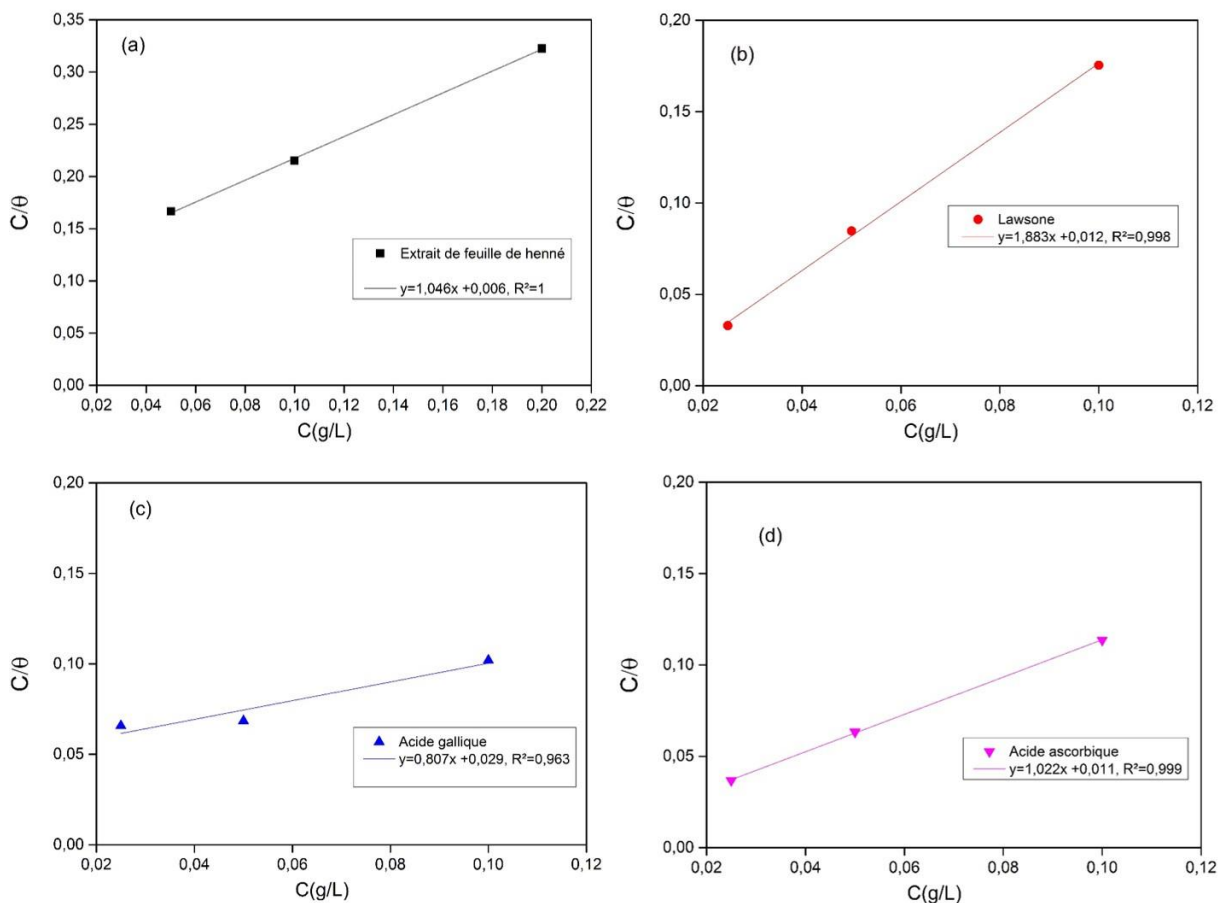 (a)
0,35
0,30
0,25
0,20
0,15
0,10
0,05
0,00
C/θ
Extrait de feuille de henné
y=1,046x +0,006, R²=1
0,02 0,04 0,06 0,08 0,10 0,12 0,14 0,16 0,18 0,20 0,22
C(g/L)
(b)
0,20
0,15
0,10
0,05
0,00
C/θ
Lawsone
y=1,883x +0,012, R²=0,998
0,02 0,04 0,06 0,08 0,10 0,12
C(g/L)
(c)
0,20
0,15
0,10
0,05
0,00
C/θ
Acide gallique
y=0,807x +0,029, R²=0,963
0,02 0,04 0,06 0,08 0,10 0,12
C(g/L)
(d)
0,20
0,15
0,10
0,05
0,00
C/θ
Acide ascorbique
y=1,022x +0,011, R²=0,999
0,02 0,04 0,06 0,08 0,10 0,12
C(g/L)